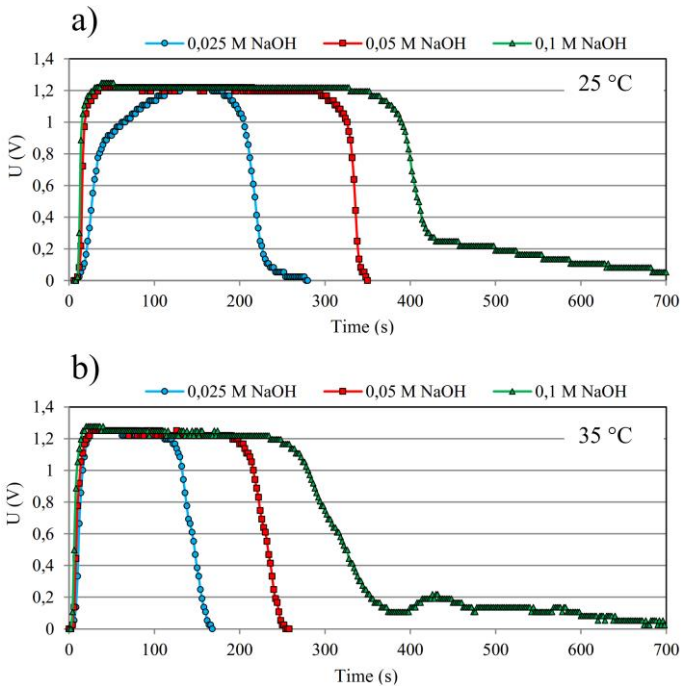 a)
0,025 M NaOH 0,05 M NaOH 0,1 M NaOH
25 °C
U (V)
1,4
1,2
1
0,8
0,6
0,4
0,2
0
0 100 200 300 400 500 600 700
Time (s)
b)
0,025 M NaOH 0,05 M NaOH 0,1 M NaOH
35 °C
U (V)
1,4
1,2
1
0,8
0,6
0,4
0,2
0
0 100 200 300 400 500 600 700
Time (s)